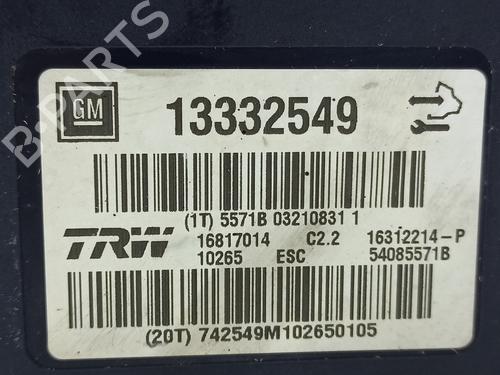 GM 13332549
(1T) 5571B 03210831 1
TRW 16817014 C2.2 16312214-P
10265 ESC 54085571B
(20T) 742549M102650105
B-PARTS